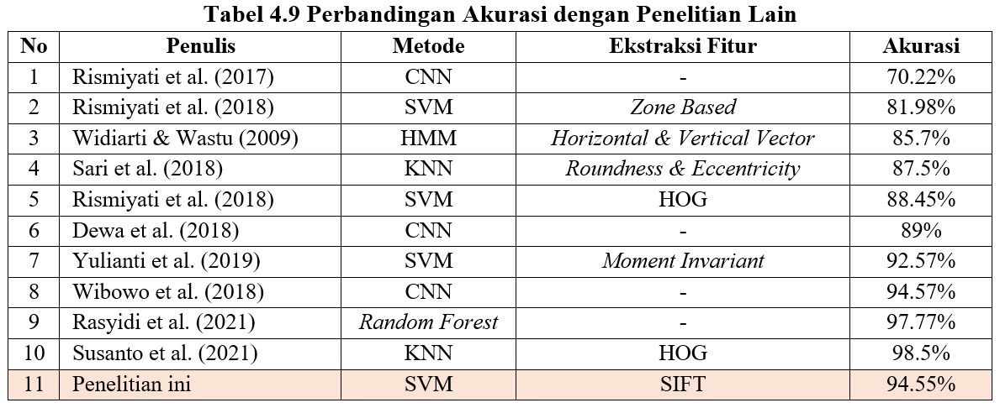 Tabel 4.9 Perbandingan Akurasi dengan Penelitian Lain
No Penulis Metode Ekstraksi Fitur Akurasi
1 Rismiyati et al. (2017) CNN - 70.22%
2 Rismiyati et al. (2018) SVM Zone Based 81.98%
3 Widiarti & Wastu (2009) HMM Horizontal & Vertical Vector 85.7%
4 Sari et al. (2018) KNN Roundness & Eccentricity 87.5%
5 Rismiyati et al. (2018) SVM HOG 88.45%
6 Dewa et al. (2018) CNN - 89%
7 Yulianti et al. (2019) SVM Moment Invariant 92.57%
8 Wibowo et al. (2018) CNN - 94.57%
9 Rasyidi et al. (2021) Random Forest - 97.77%
10 Susanto et al. (2021) KNN HOG 98.5%
11 Penelitian ini SVM SIFT 94.55%